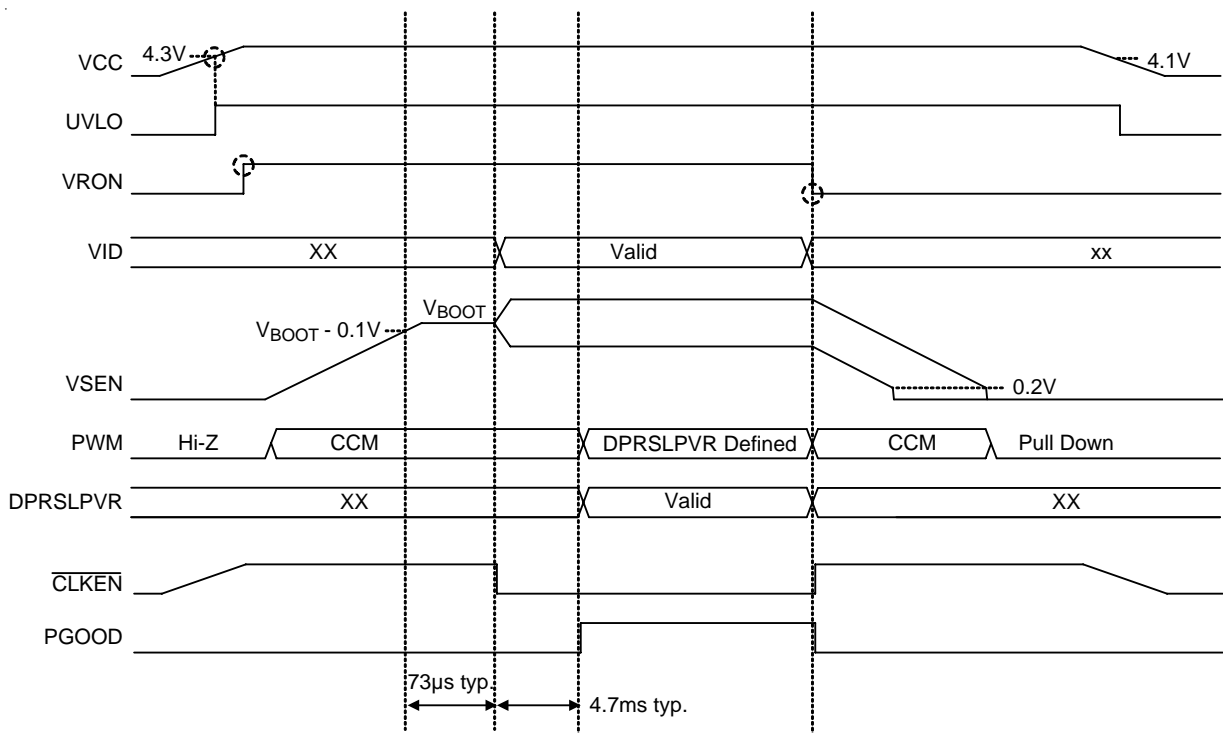 VCC 4.3V 4.1V
UVLO
VRON
VID XX Valid xx
VBOOT
VBOOT - 0.1V
VSEN 0.2V
PWM Hi-Z CCM DPRSLPVR Defined CCM Pull Down
DPRSLPVR XX Valid XX
CLKEN
PGOOD
73µs typ.
4.7ms typ.